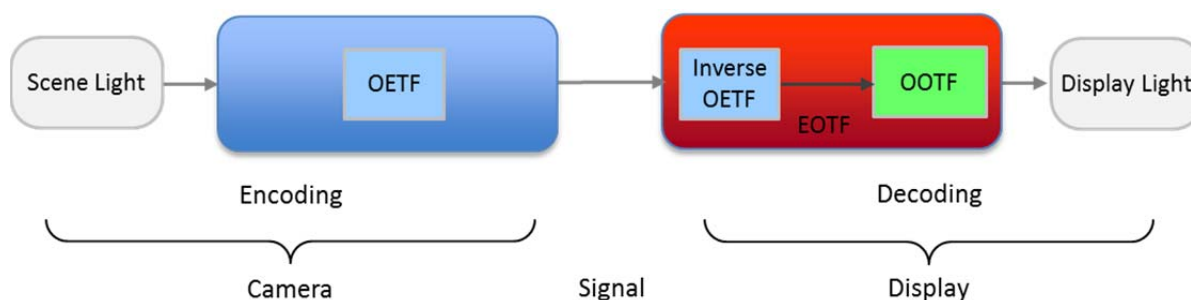 Scene Light
OETF
Inverse
OETF
OOTF
EOTF
Display Light
Encoding
Decoding
Camera
Signal
Display